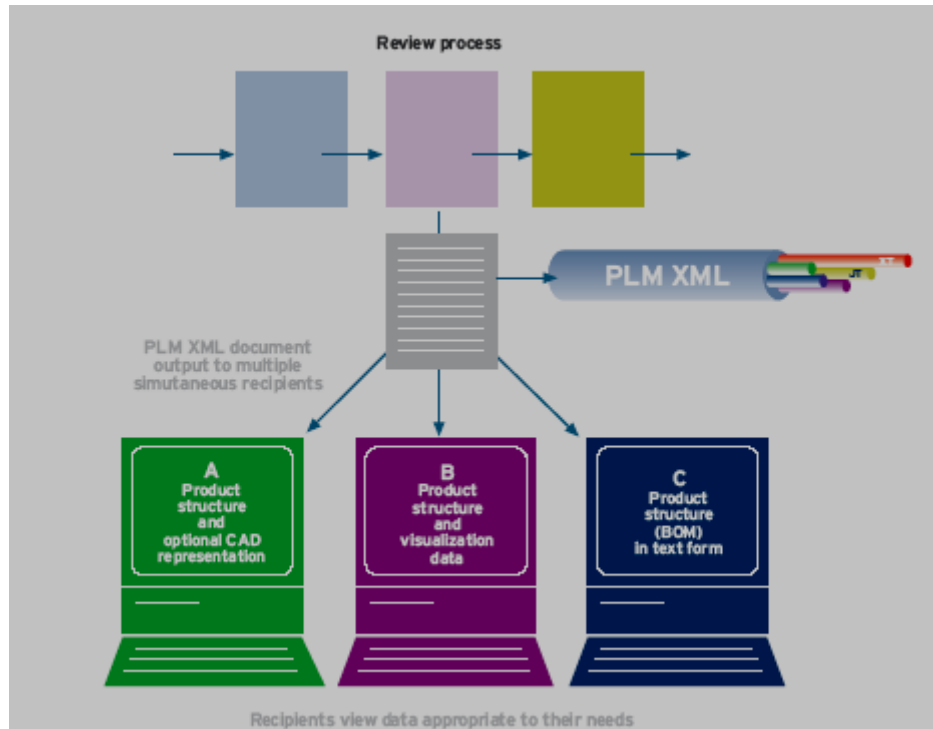 Review process
PLM XML
XT
JT
PLM XML document
output to multiple
simutaneous recipients
A
Product
structure
and
optional CAD
representation
B
Product
structure
and
visualization
data
C
Product
structure
(BOM)
in text form
Recipients view data appropriate to their needs